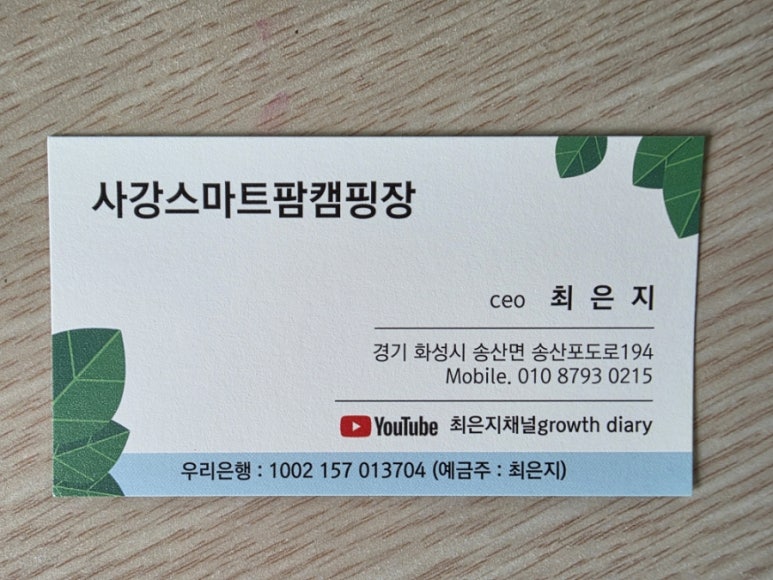 사강스마트팜캠핑장
ceo 최 은 지
경기 화성시 송산면 송산포도로194
Mobile. 010 8793 0215
YouTube 최은지채널growth diary
우리은행 : 1002 157 013704 (예금주 : 최은지)